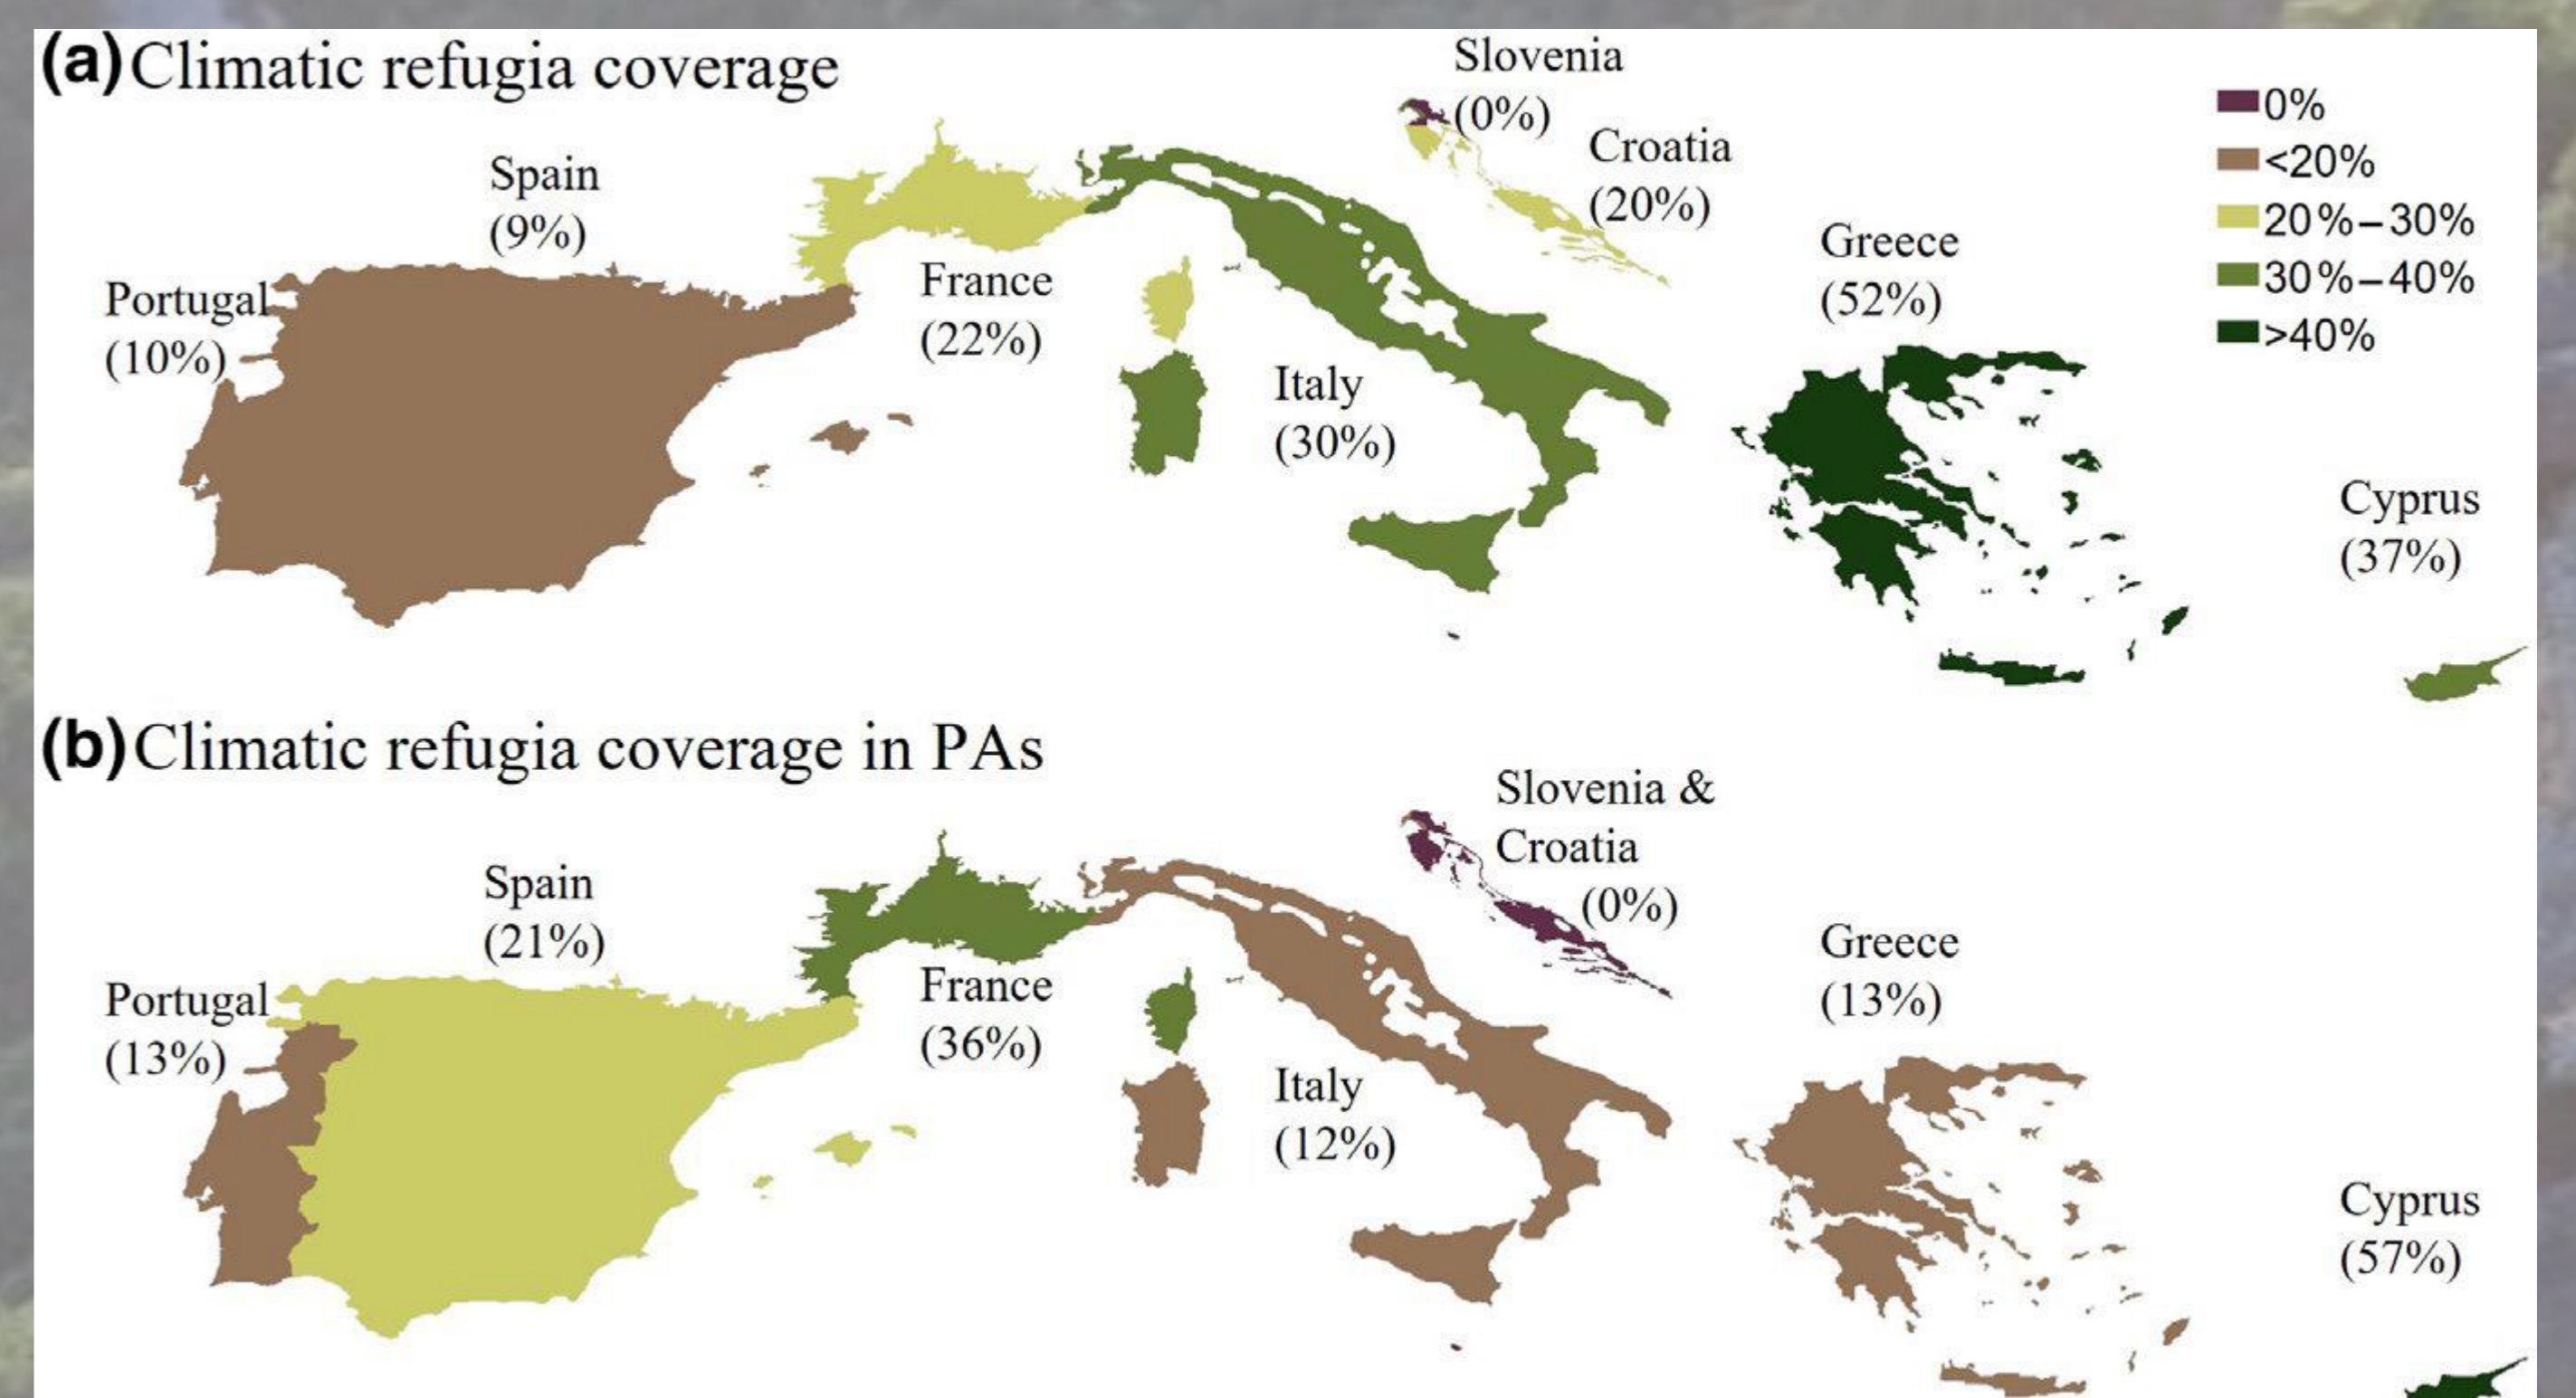 (a) Climatic refugia coverage
Slovenia
(0%)
Croatia
(20%)
Spain
(9%)
Portugal
(10%)
France
(22%)
Italy
(30%)
Greece
(52%)
Cyprus
(37%)
0%
<20%
20%–30%
30%–40%
>40%
(b) Climatic refugia coverage in PAs
Slovenia &
Croatia
(0%)
Spain
(21%)
Portugal
(13%)
France
(36%)
Italy
(12%)
Greece
(13%)
Cyprus
(57%)